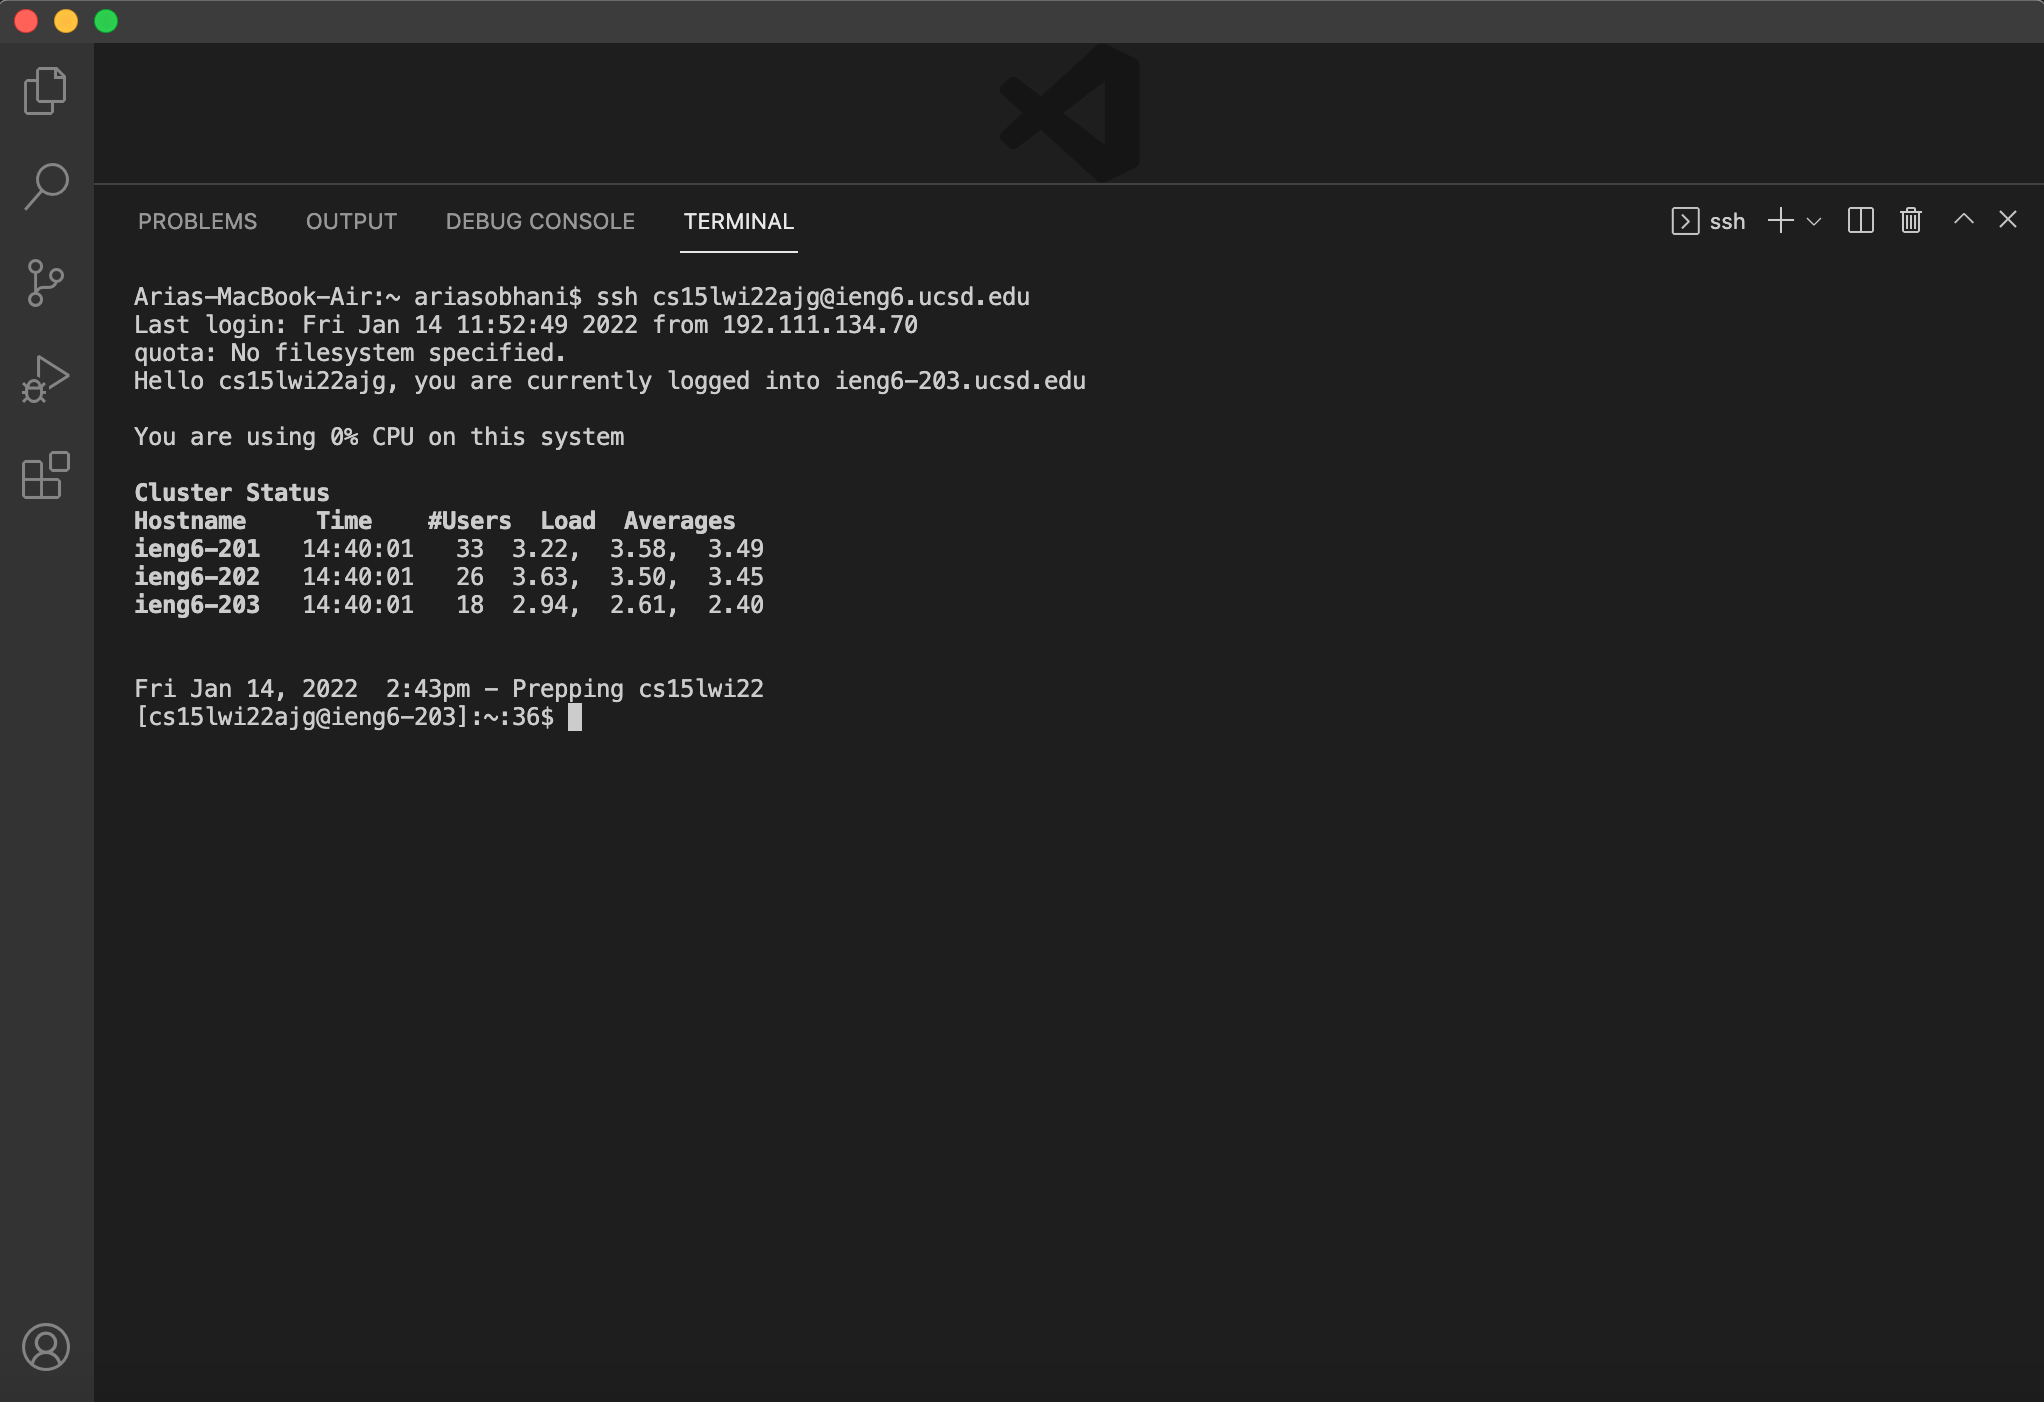 PROBLEMS OUTPUT DEBUG CONSOLE TERMINAL ssh
Arias-MacBook-Air:~ ariasobhani$ ssh cs15lwi22ajg@ieng6.ucsd.edu
Last login: Fri Jan 14 11:52:49 2022 from 192.111.134.70
quota: No filesystem specified.
Hello cs15lwi22ajg, you are currently logged into ieng6-203.ucsd.edu
You are using 0% CPU on this system
Cluster Status
Hostname     Time    #Users  Load  Averages
ieng6-201   14:40:01   33  3.22,  3.58,  3.49
ieng6-202   14:40:01   26  3.63,  3.50,  3.45
ieng6-203   14:40:01   18  2.94,  2.61,  2.40
Fri Jan 14, 2022  2:43pm - Prepping cs15lwi22
[cs15lwi22ajg@ieng6-203]:~:36$